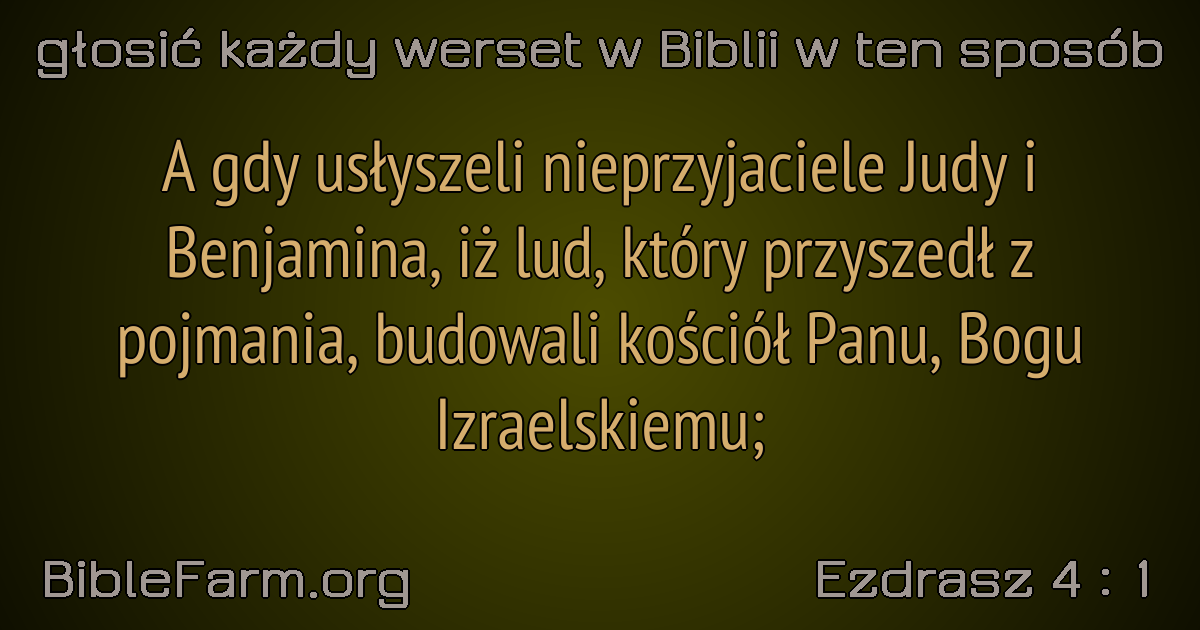 głosić każdy werset w Biblii w ten sposób
A gdy usłyszeli nieprzyjaciele Judy i
Benjamina, iż lud, który przyszedł z
pojmania, budowali kościół Panu, Bogu
Izraelskiemu;
BibleFarm.org
Ezdrasz 4 : 1